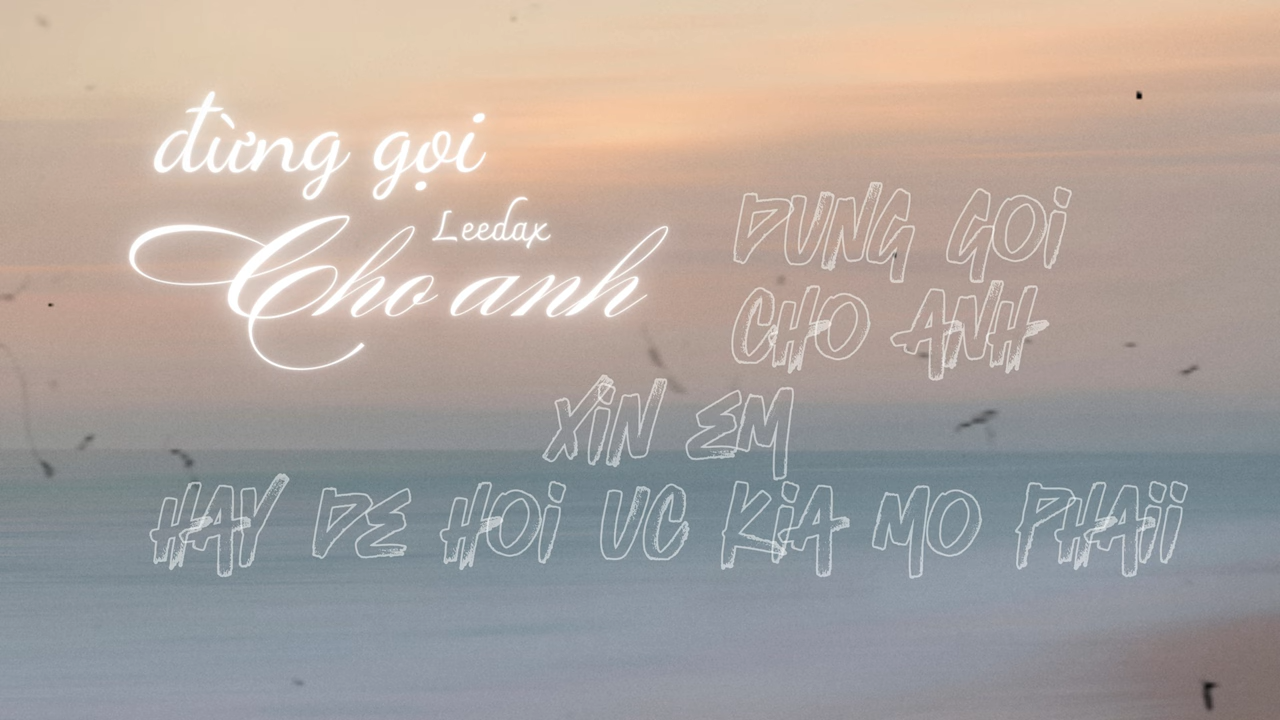 đừng gọi
Leedax
Cho anh
DUNG GOI
CHO ANH
XIN EM
HAY DE HOI UC KIA MO PHAII